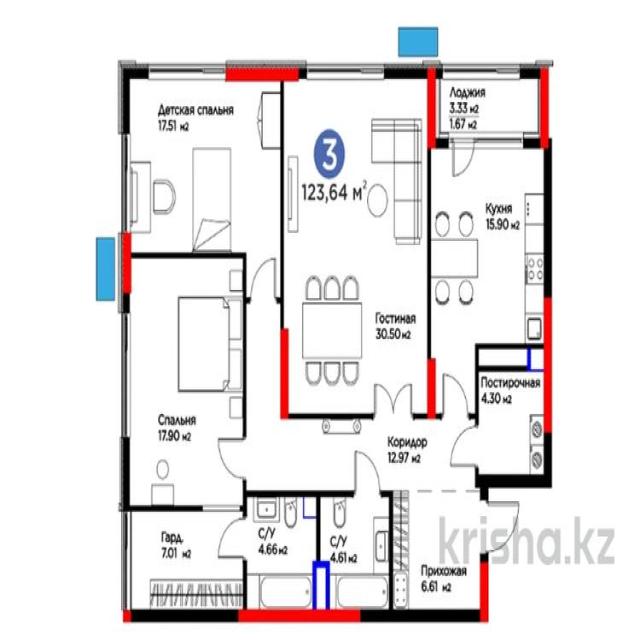 Детская спальня
17.51 м2
3
123,64 м2
Лоджия
3.33 м2
1.67 м2
Кухня
15.90 м2
Гостиная
30.50 м2
Постирочная
4.30 м2
Спальня
17.90 м2
Коридор
12.97 м2
Гард.
7.01 м2
С/У
4.66 м2
С/У
4.61 м2
Прихожая
6.61 м2
krisha.kz